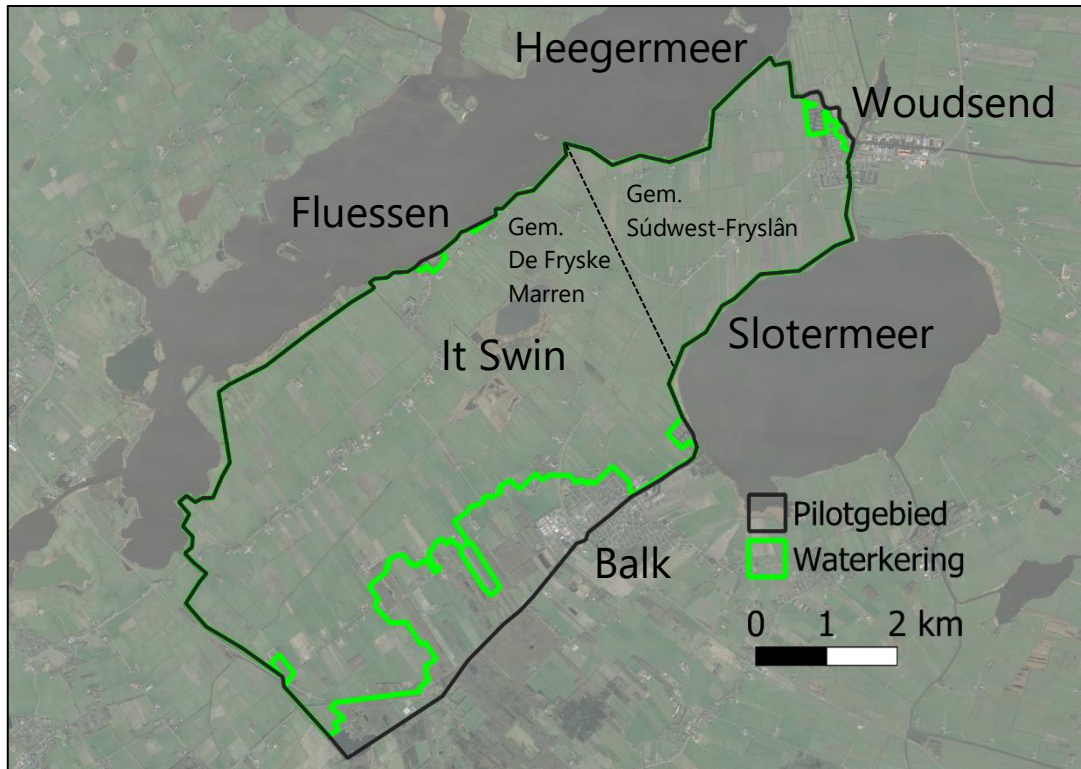 Heegermeer
Woudsend
Gem.
Súdwest-Fryslân
Fluessen
Gem.
De Fryske
Marren
Slotermeer
It Swin
Pilotgebied
Balk
Waterkering
0 1 2 km